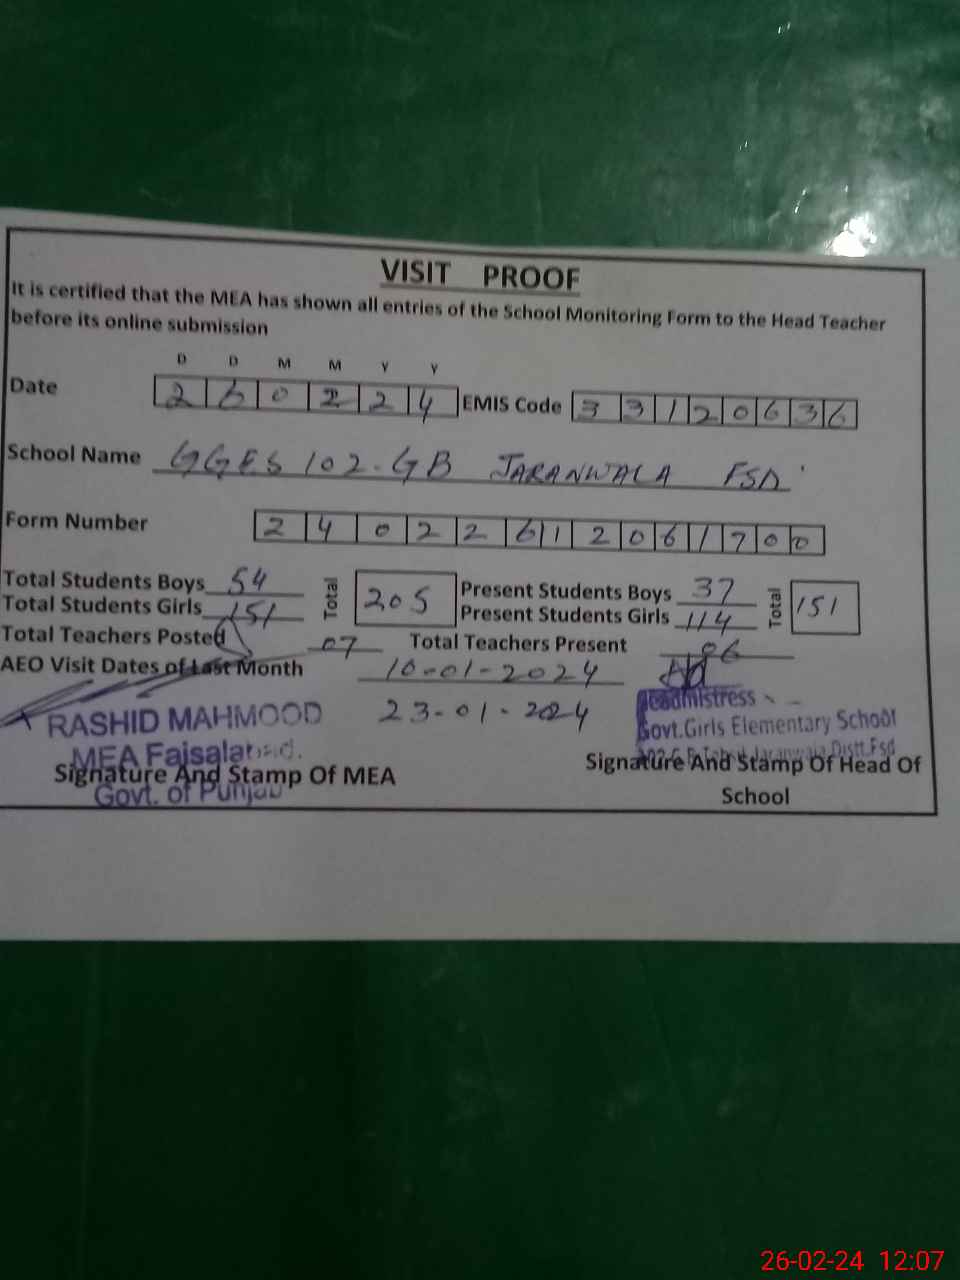 VISIT PROOF
It is certified that the MEA has shown all entries of the School Monitoring Form to the Head Teacher
before its online submission
D D M M Y Y
Date 2 6 0 2 2 4 EMIS Code 3 3 1 2 0 6 3 6
School Name GGES 102-GB JARANWALA FSD
Form Number 2 4 0 2 2 6 1 2 0 6 1 7 0 0
Total Students Boys 54 Total 205 Present Students Boys 37 Total 151
Total Students Girls 151 Present Students Girls 114
Total Teachers Posted 07 Total Teachers Present 06
AEO Visit Dates of Last Month 10-01-2024
23-01-2024
RASHID MAHMOOD
MEA Faisalabad.
Govt. of Punjab
Signature And Stamp Of MEA
Headmistress
Govt.Girls Elementary School
102 G.B Tehsil Jaranwala Distt.Fsd
Signature And Stamp Of Head Of
School
26-02-24 12:07